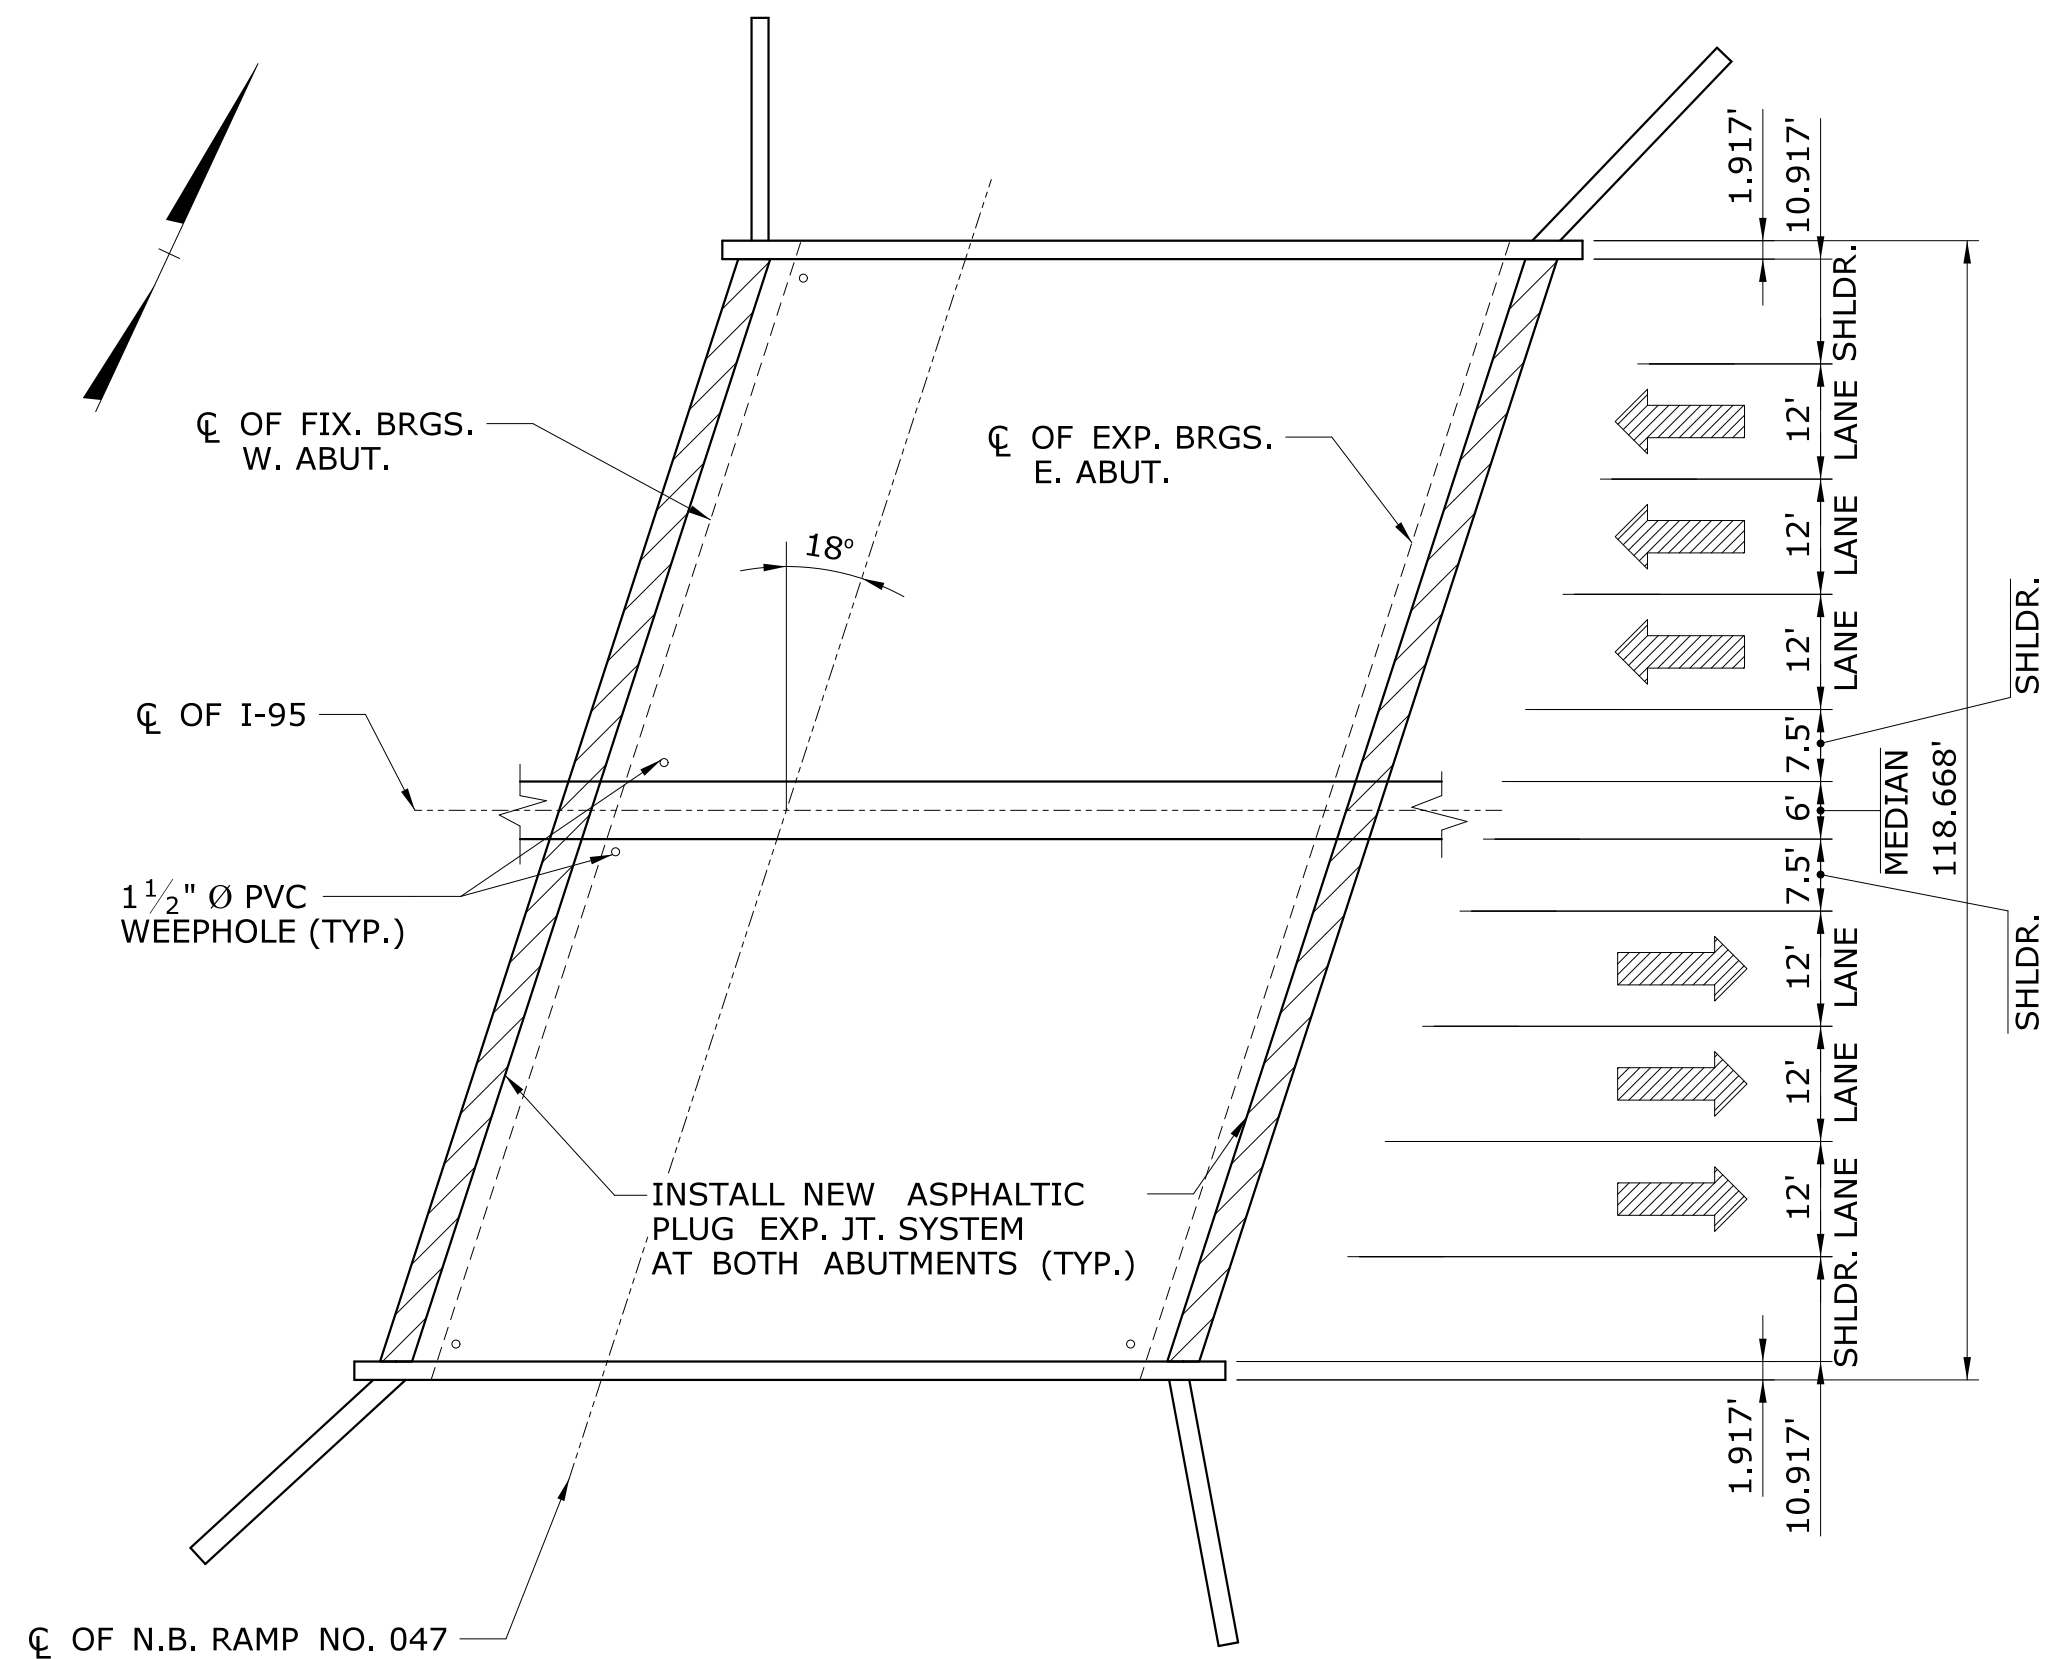 1.917'
10.917'
SHLDR.
12' LANE
12' LANE
12' LANE
7.5'
SHLDR.
6'
MEDIAN
118.668'
7.5'
SHLDR.
12' LANE
12' LANE
12' LANE
SHLDR.
1.917'
10.917'
℄ OF FIX. BRGS.
W. ABUT.
℄ OF EXP. BRGS.
E. ABUT.
18°
℄ OF I-95
1 1/2" Ø PVC
WEEPHOLE (TYP.)
INSTALL NEW ASPHALTIC
PLUG EXP. JT. SYSTEM
AT BOTH ABUTMENTS (TYP.)
℄ OF N.B. RAMP NO. 047